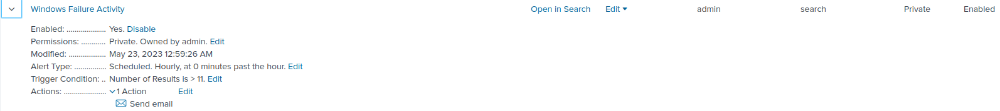 Windows Failure Activity Open in Search Edit admin search Private Enabled
Enabled: .................... Yes. Disable
Permissions: ............ Private. Owned by admin. Edit
Modified: .................. May 23, 2023 12:59:26 AM
Alert Type: ................ Scheduled. Hourly, at 0 minutes past the hour. Edit
Trigger Condition: .. Number of Results is > 11. Edit
Actions: ..................... 1 Action Edit
Send email